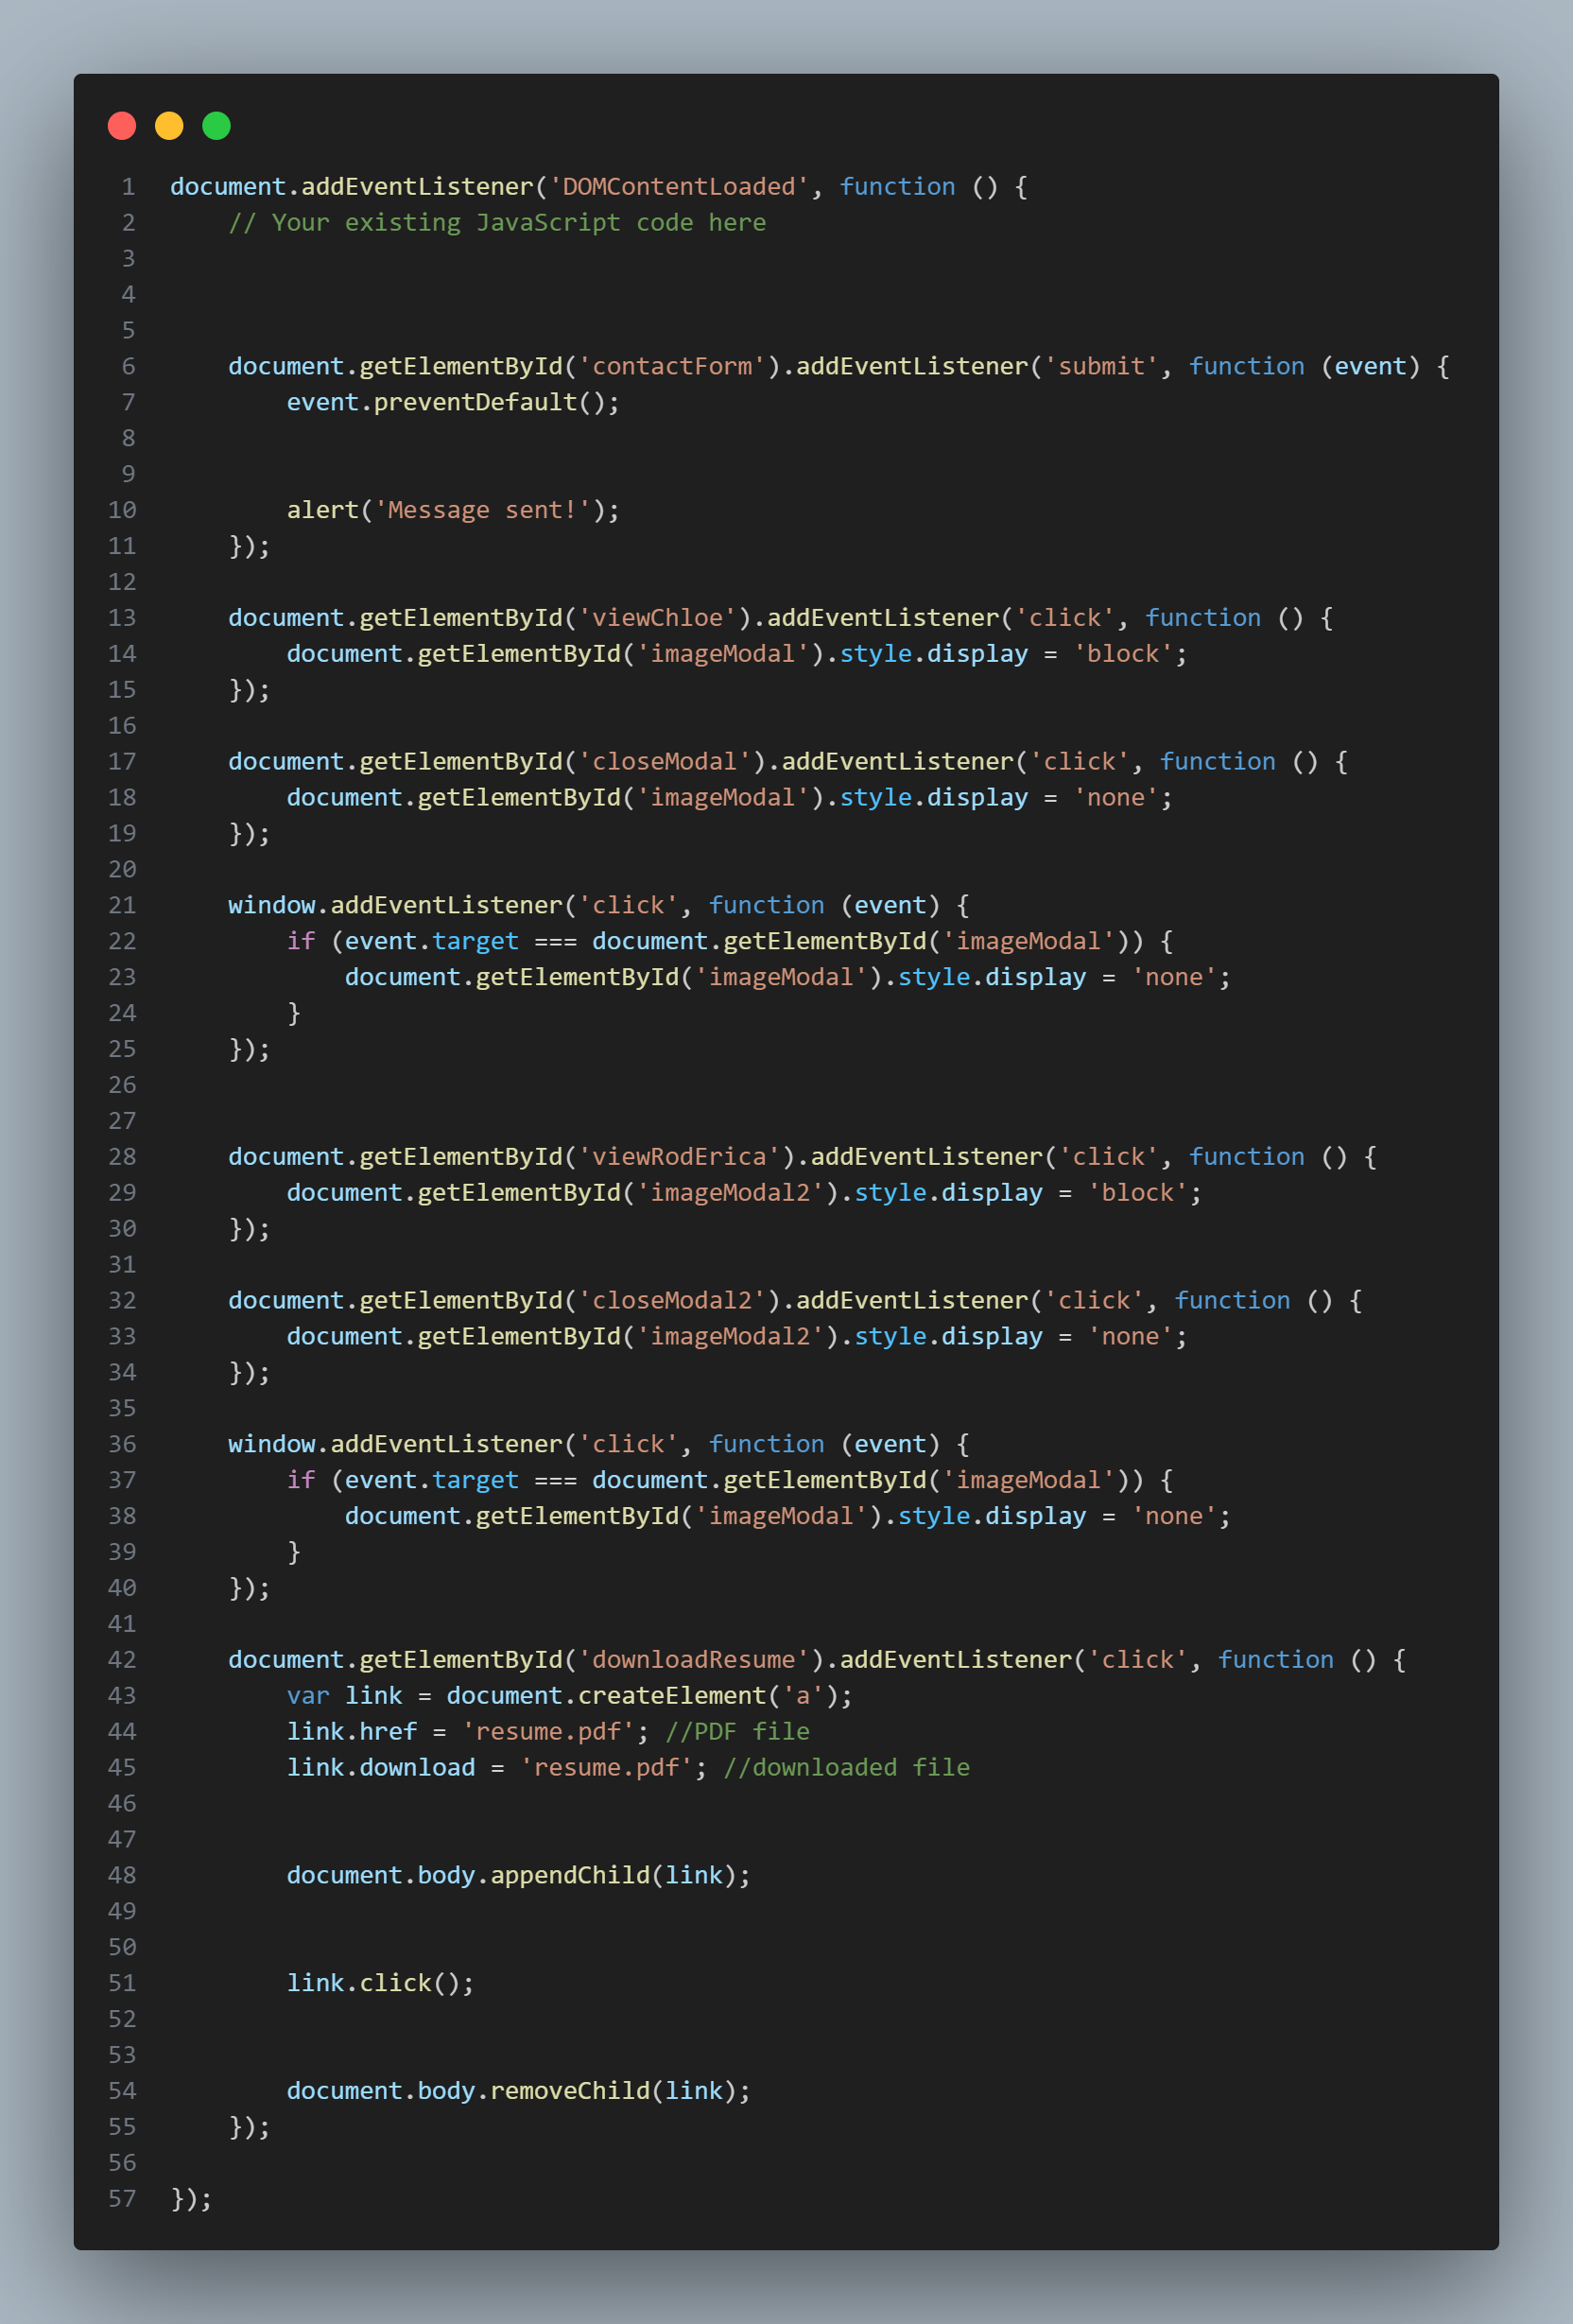 1 document.addEventListener('DOMContentLoaded', function () {
2     // Your existing JavaScript code here
3
4
5
6     document.getElementById('contactForm').addEventListener('submit', function (event) {
7         event.preventDefault();
8
9
10         alert('Message sent!');
11     });
12
13     document.getElementById('viewChloe').addEventListener('click', function () {
14         document.getElementById('imageModal').style.display = 'block';
15     });
16
17     document.getElementById('closeModal').addEventListener('click', function () {
18         document.getElementById('imageModal').style.display = 'none';
19     });
20
21     window.addEventListener('click', function (event) {
22         if (event.target === document.getElementById('imageModal')) {
23             document.getElementById('imageModal').style.display = 'none';
24         }
25     });
26
27
28     document.getElementById('viewRodErica').addEventListener('click', function () {
29         document.getElementById('imageModal2').style.display = 'block';
30     });
31
32     document.getElementById('closeModal2').addEventListener('click', function () {
33         document.getElementById('imageModal2').style.display = 'none';
34     });
35
36     window.addEventListener('click', function (event) {
37         if (event.target === document.getElementById('imageModal')) {
38             document.getElementById('imageModal').style.display = 'none';
39         }
40     });
41
42     document.getElementById('downloadResume').addEventListener('click', function () {
43         var link = document.createElement('a');
44         link.href = 'resume.pdf'; //PDF file
45         link.download = 'resume.pdf'; //downloaded file
46
47
48         document.body.appendChild(link);
49
50
51         link.click();
52
53
54         document.body.removeChild(link);
55     });
56
57 });